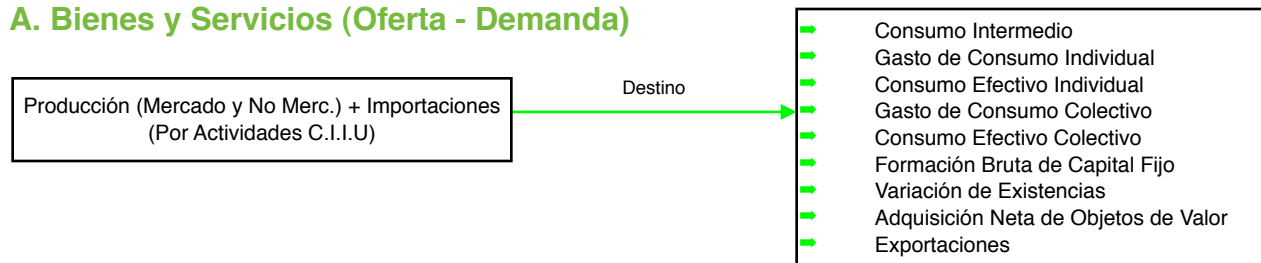 A. Bienes y Servicios (Oferta - Demanda)
Producción (Mercado y No Merc.) + Importaciones
(Por Actividades C.I.I.U)
Destino
Consumo Intermedio
Gasto de Consumo Individual
Consumo Efectivo Individual
Gasto de Consumo Colectivo
Consumo Efectivo Colectivo
Formación Bruta de Capital Fijo
Variación de Existencias
Adquisición Neta de Objetos de Valor
Exportaciones